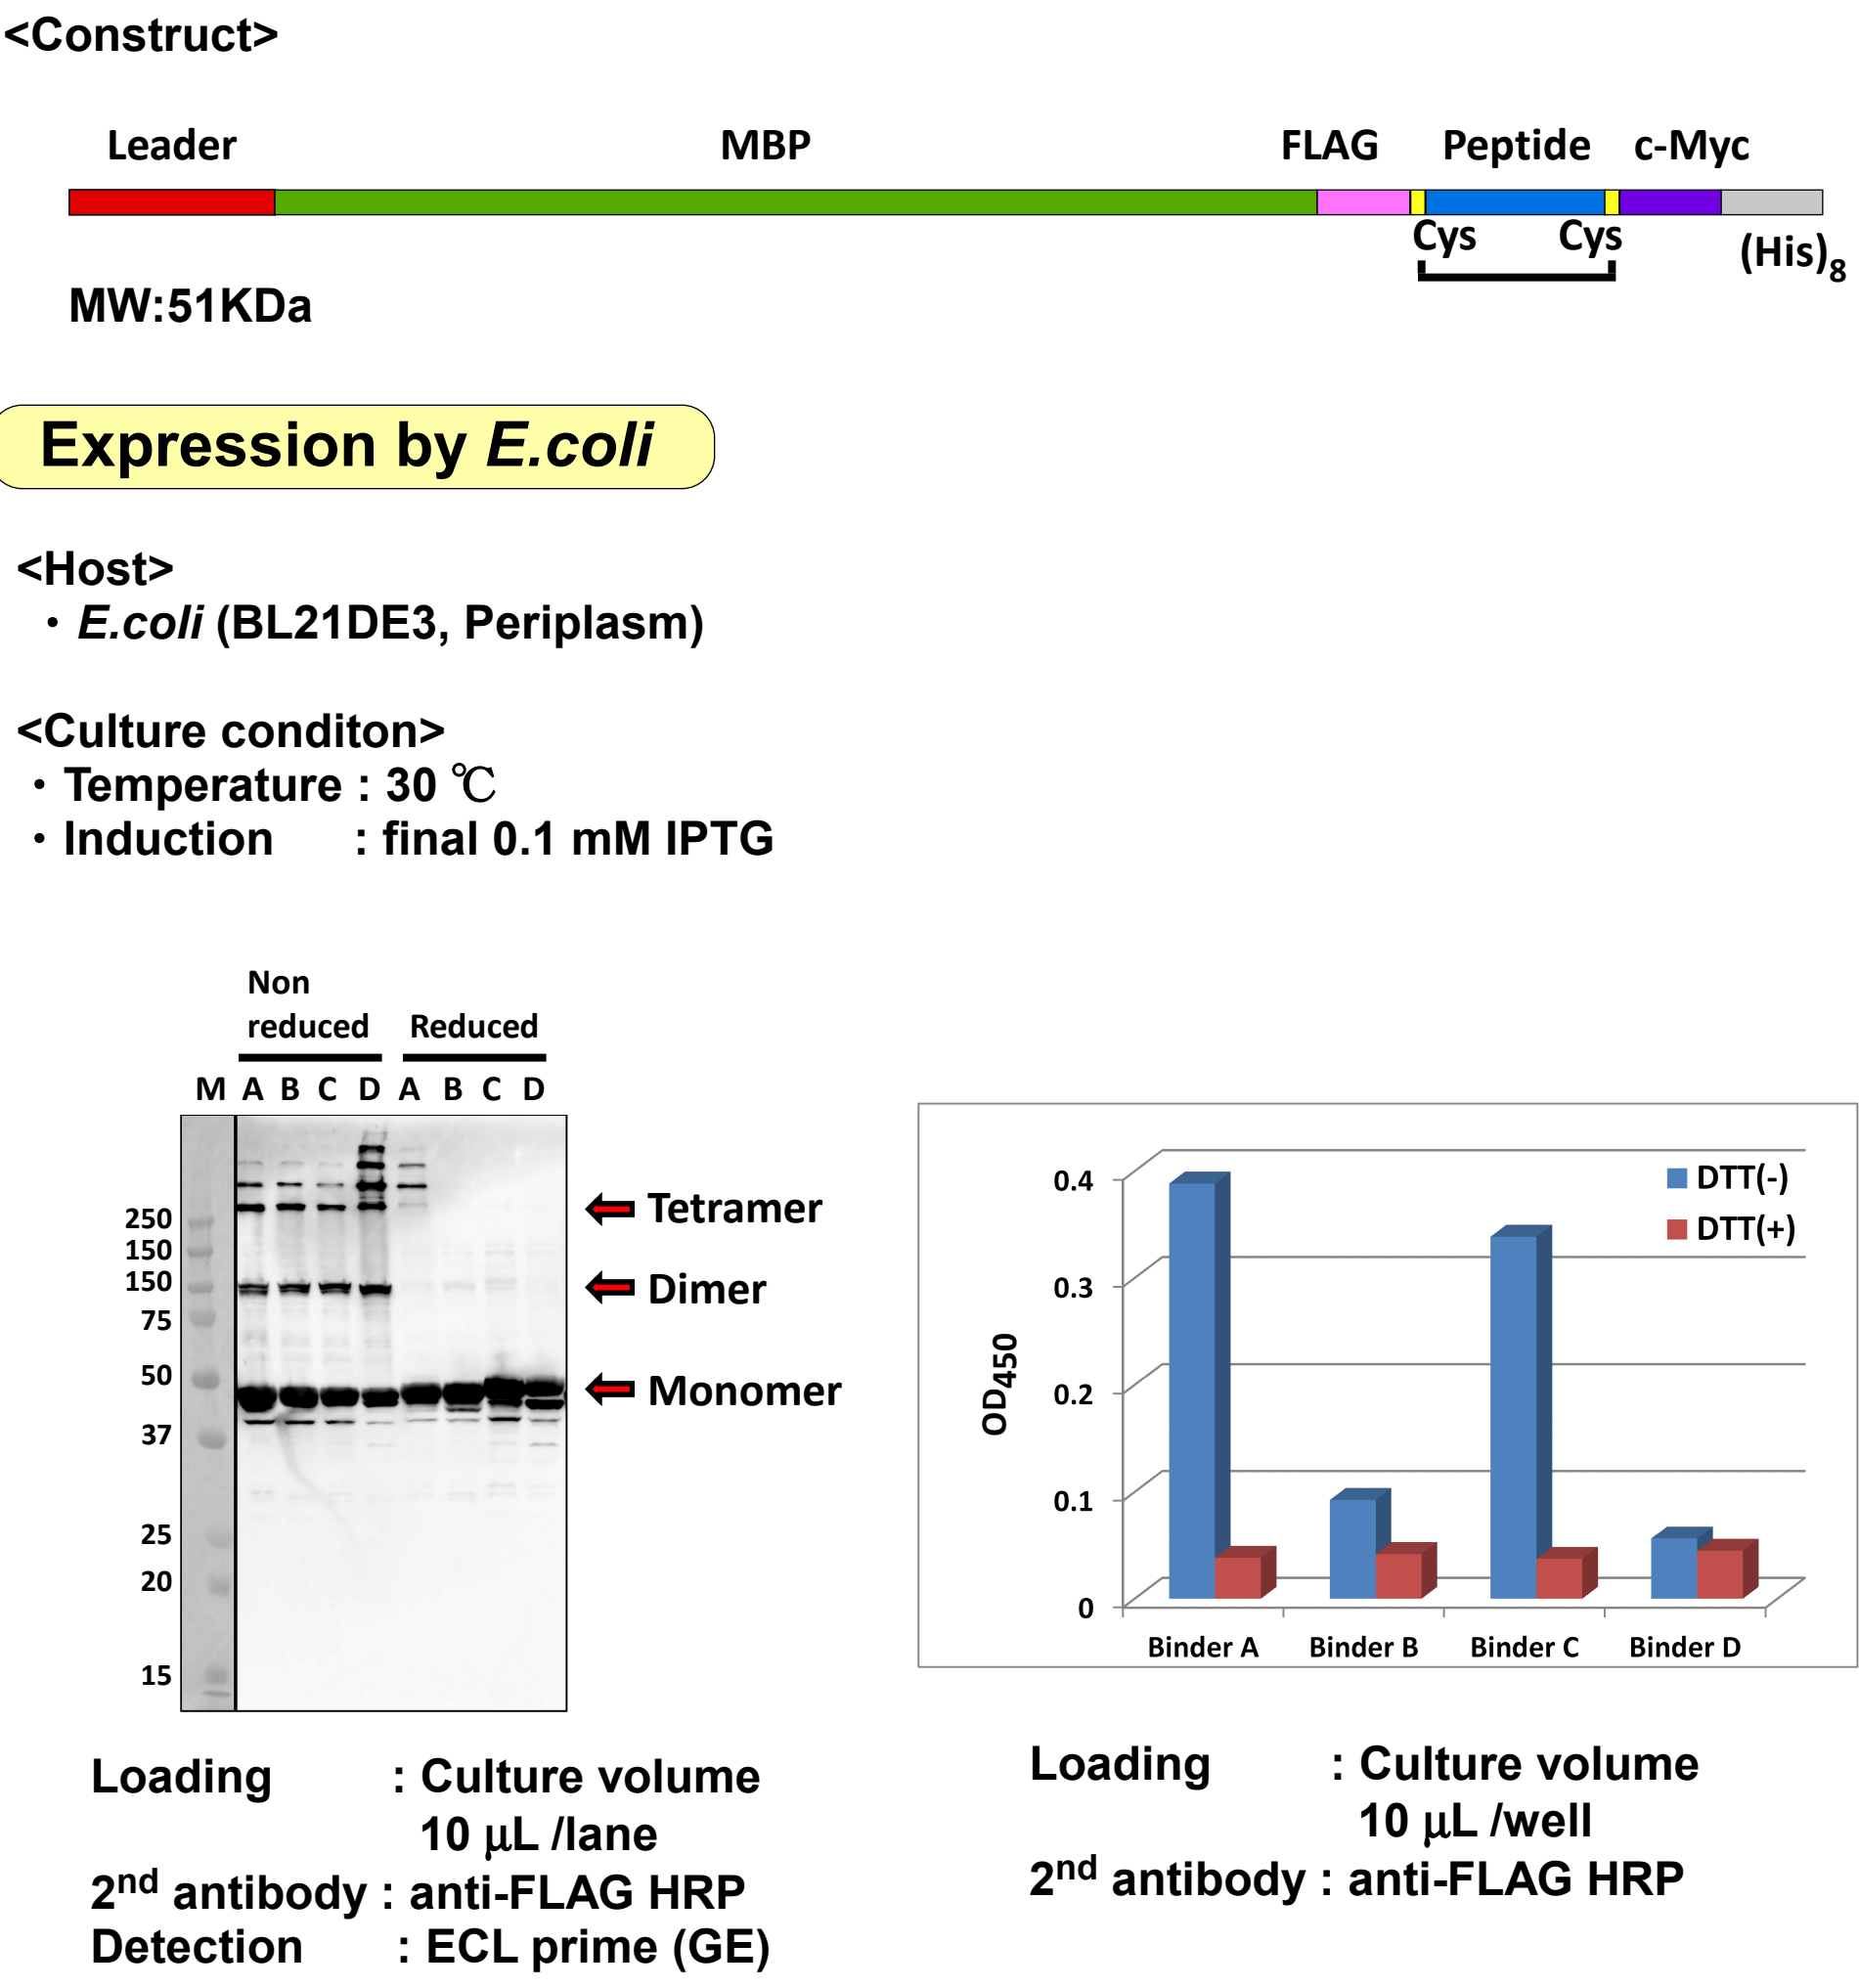 <Construct>
Leader MBP FLAG Peptide c-Myc
Cys Cys (His)8
MW:51KDa
Expression by E.coli
<Host>
・E.coli (BL21DE3, Periplasm)
<Culture conditon>
・Temperature : 30 ℃
・Induction : final 0.1 mM IPTG
Non
reduced Reduced
M A B C D A B C D
250
150
150
75
50
37
25
20
15
Tetramer
Dimer
Monomer
Loading : Culture volume
10 μL /lane
2nd antibody : anti-FLAG HRP
Detection : ECL prime (GE)
0.4
0.3
0.2
0.1
0
OD450
DTT(-)
DTT(+)
Binder A Binder B Binder C Binder D
Loading : Culture volume
10 μL /well
2nd antibody : anti-FLAG HRP